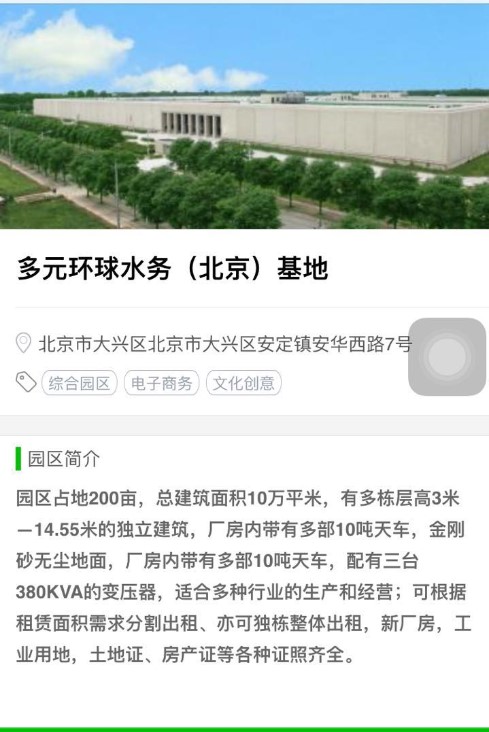 多元环球水务（北京）基地
北京市大兴区北京市大兴区安定镇安华西路7号
综合园区 电子商务 文化创意
园区简介
园区占地200亩，总建筑面积10万平米，有多栋层高3米
—14.55米的独立建筑，厂房内带有多部10吨天车，金刚
砂无尘地面，厂房内带有多部10吨天车，配有三台
380KVA的变压器，适合多种行业的生产和经营；可根据
租赁面积需求分割出租、亦可独栋整体出租，新厂房，工
业用地，土地证、房产证等各种证照齐全。